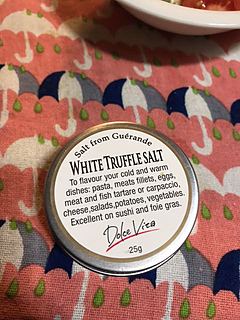 Salt from Guérande
WHITE TRUFFLE SALT
To flavour your cold and warm
dishes: pasta, meats fillets, eggs,
meat and fish tartare or carpaccio,
cheese,salads,potatoes, vegetables.
Excellent on sushi and foie gras.
Dolce Vita
25g